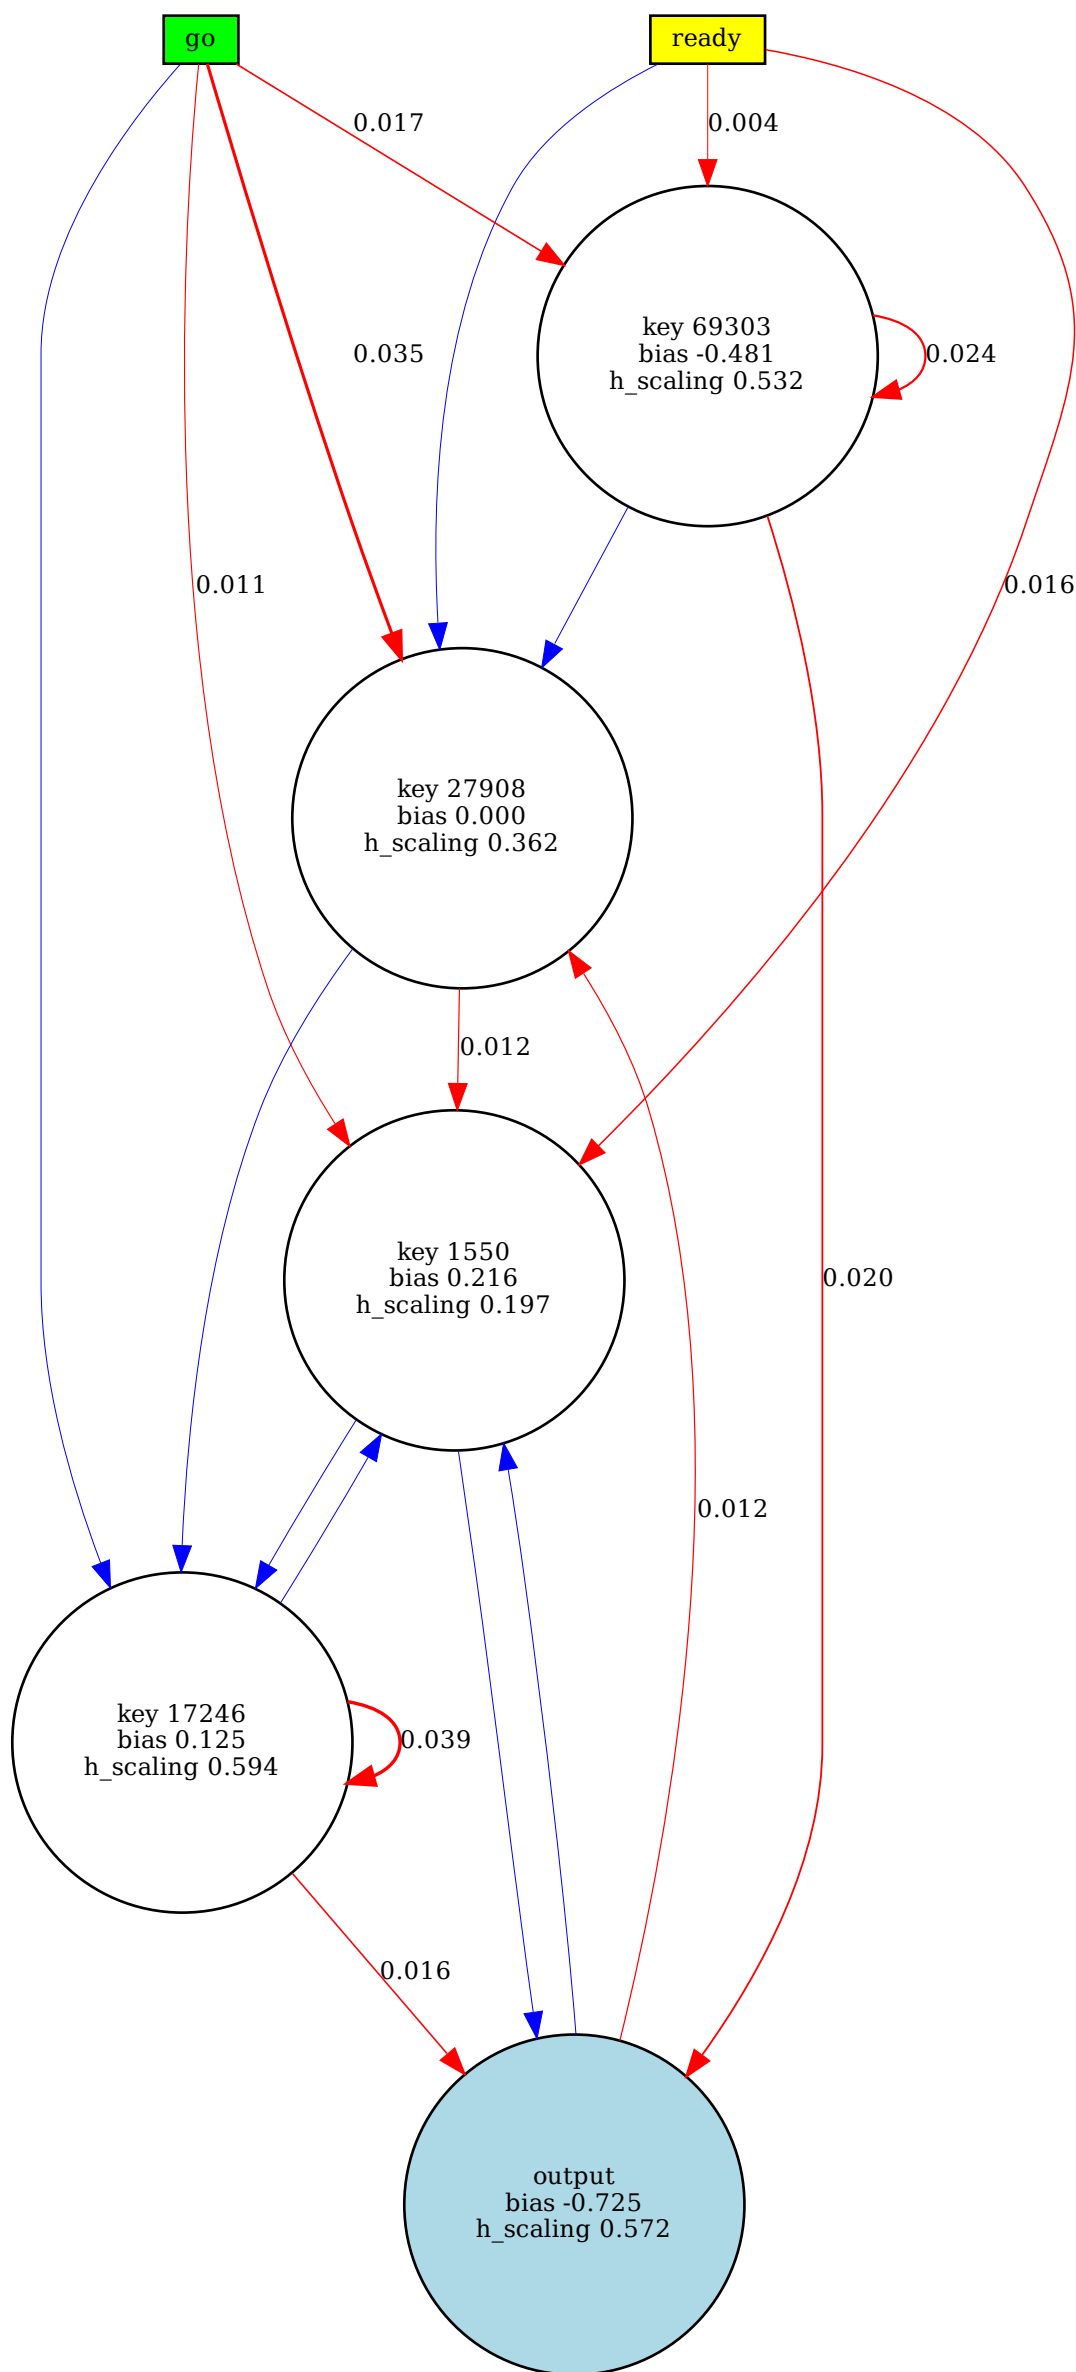 go
ready
0.017
0.004
key 69303
bias -0.481
h_scaling 0.532
0.035
0.024
0.011
0.016
key 27908
bias 0.000
h_scaling 0.362
0.012
key 1550
bias 0.216
h_scaling 0.197
0.020
0.012
key 17246
bias 0.125
h_scaling 0.594
0.039
0.016
output
bias -0.725
h_scaling 0.572